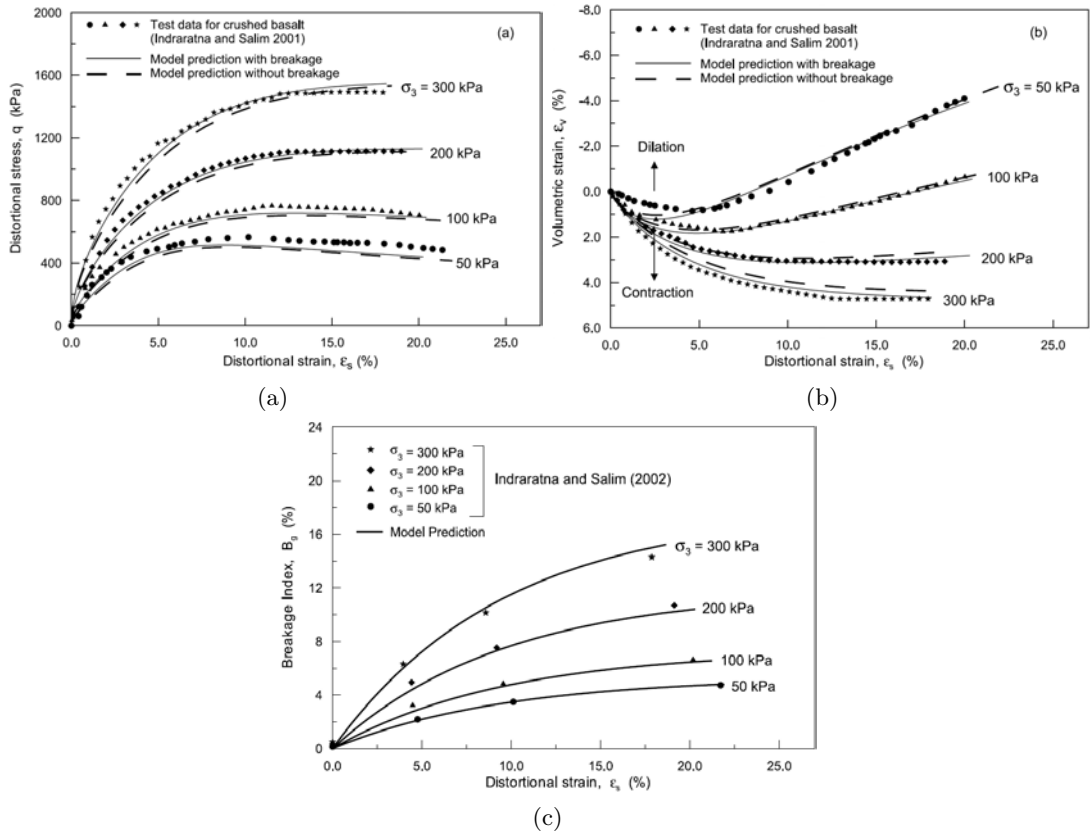 2000
1600
1200
800
400
0
Distortional stress, q (kPa)
Test data for crushed basalt
(Indraratna and Salim 2001)
Model prediction with breakage
Model prediction without breakage
(a)
σ3 = 300 kPa
200 kPa
100 kPa
50 kPa
0.0 5.0 10.0 15.0 20.0 25.0
Distortional strain, εs (%)
(a)
-8.0
-6.0
-4.0
-2.0
0.0
2.0
4.0
6.0
Volumetric strain, εv (%)
Test data for crushed basalt
(Indraratna and Salim 2001)
Model prediction with breakage
Model prediction without breakage
(b)
σ3 = 50 kPa
Dilation
100 kPa
200 kPa
Contraction
300 kPa
0.0 5.0 10.0 15.0 20.0 25.0
Distortional strain, εs (%)
(b)
24
20
16
12
8
4
0
Breakage Index, Bg (%)
σ3 = 300 kPa
σ3 = 200 kPa
σ3 = 100 kPa
σ3 = 50 kPa
Indraratna and Salim (2002)
Model Prediction
σ3 = 300 kPa
200 kPa
100 kPa
50 kPa
0.0 5.0 10.0 15.0 20.0 25.0
Distortional strain, εs (%)
(c)